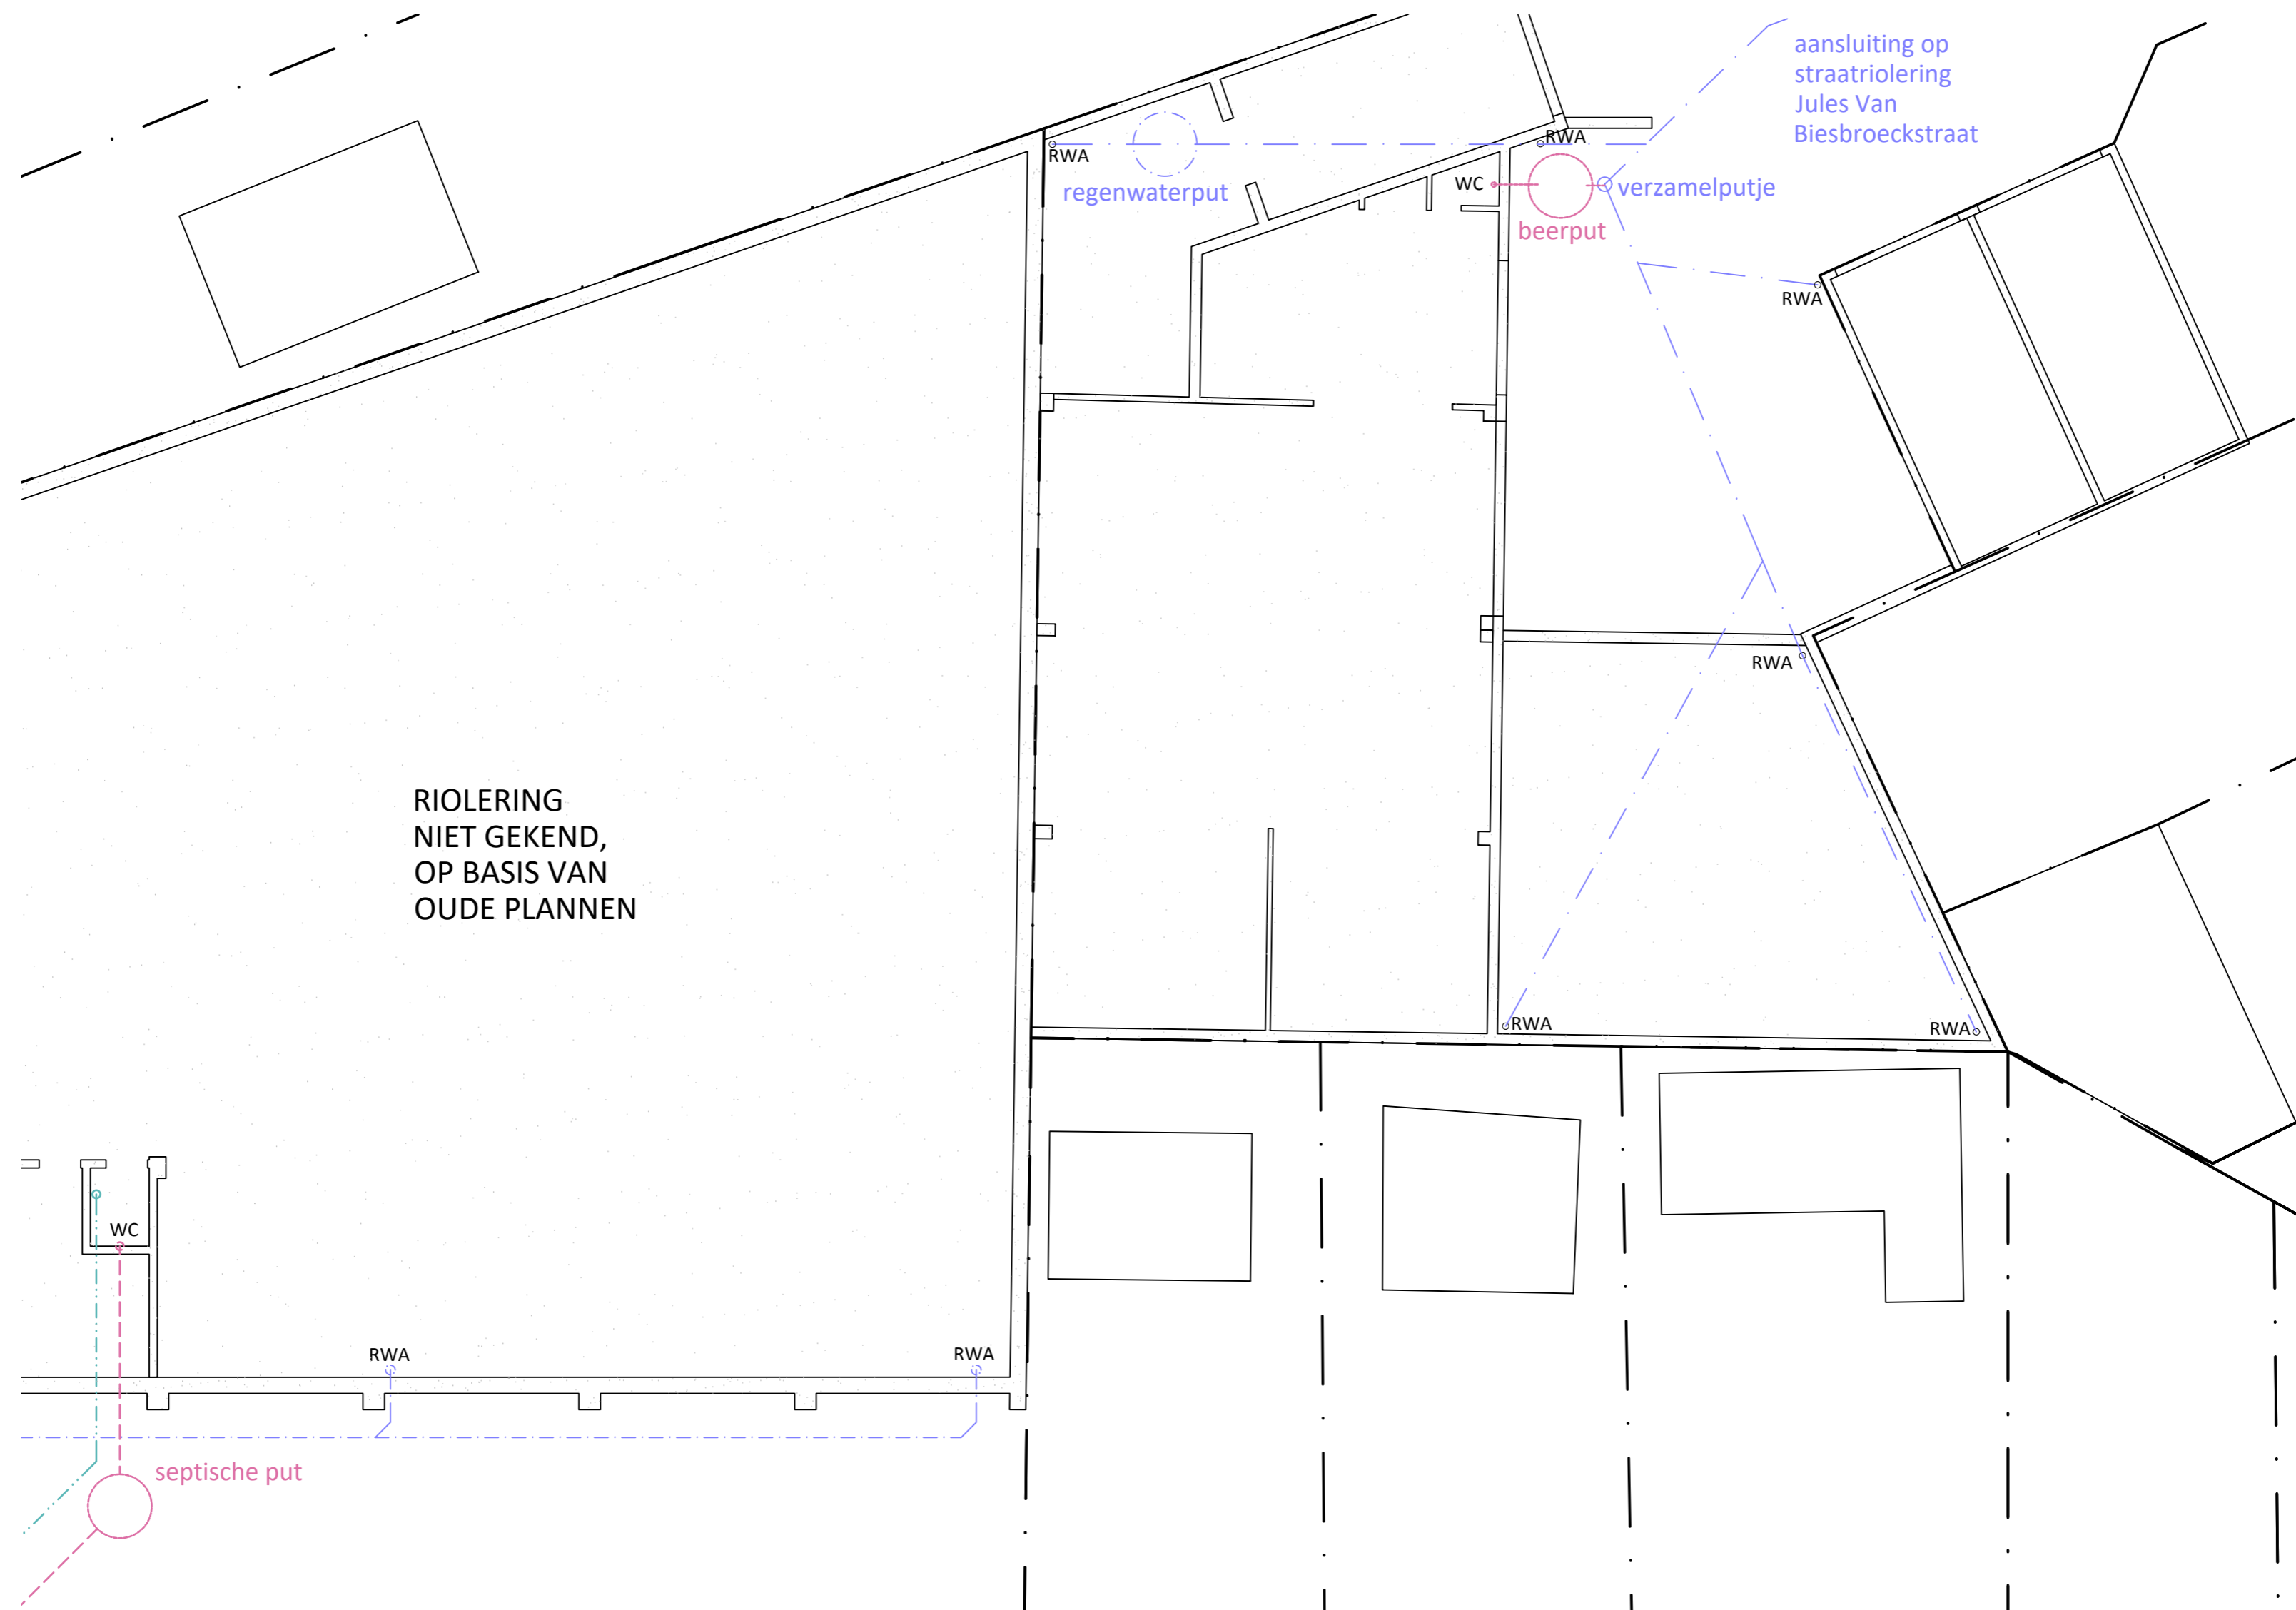 aansluiting op
straatriolering
Jules Van
Biesbroeckstraat
RWA
RWA
regenwaterput
WC
verzamelputje
beerput
RWA
RWA
RIOLERING
NIET GEKEND,
OP BASIS VAN
OUDE PLANNEN
RWA
RWA
WC
RWA
RWA
septische put